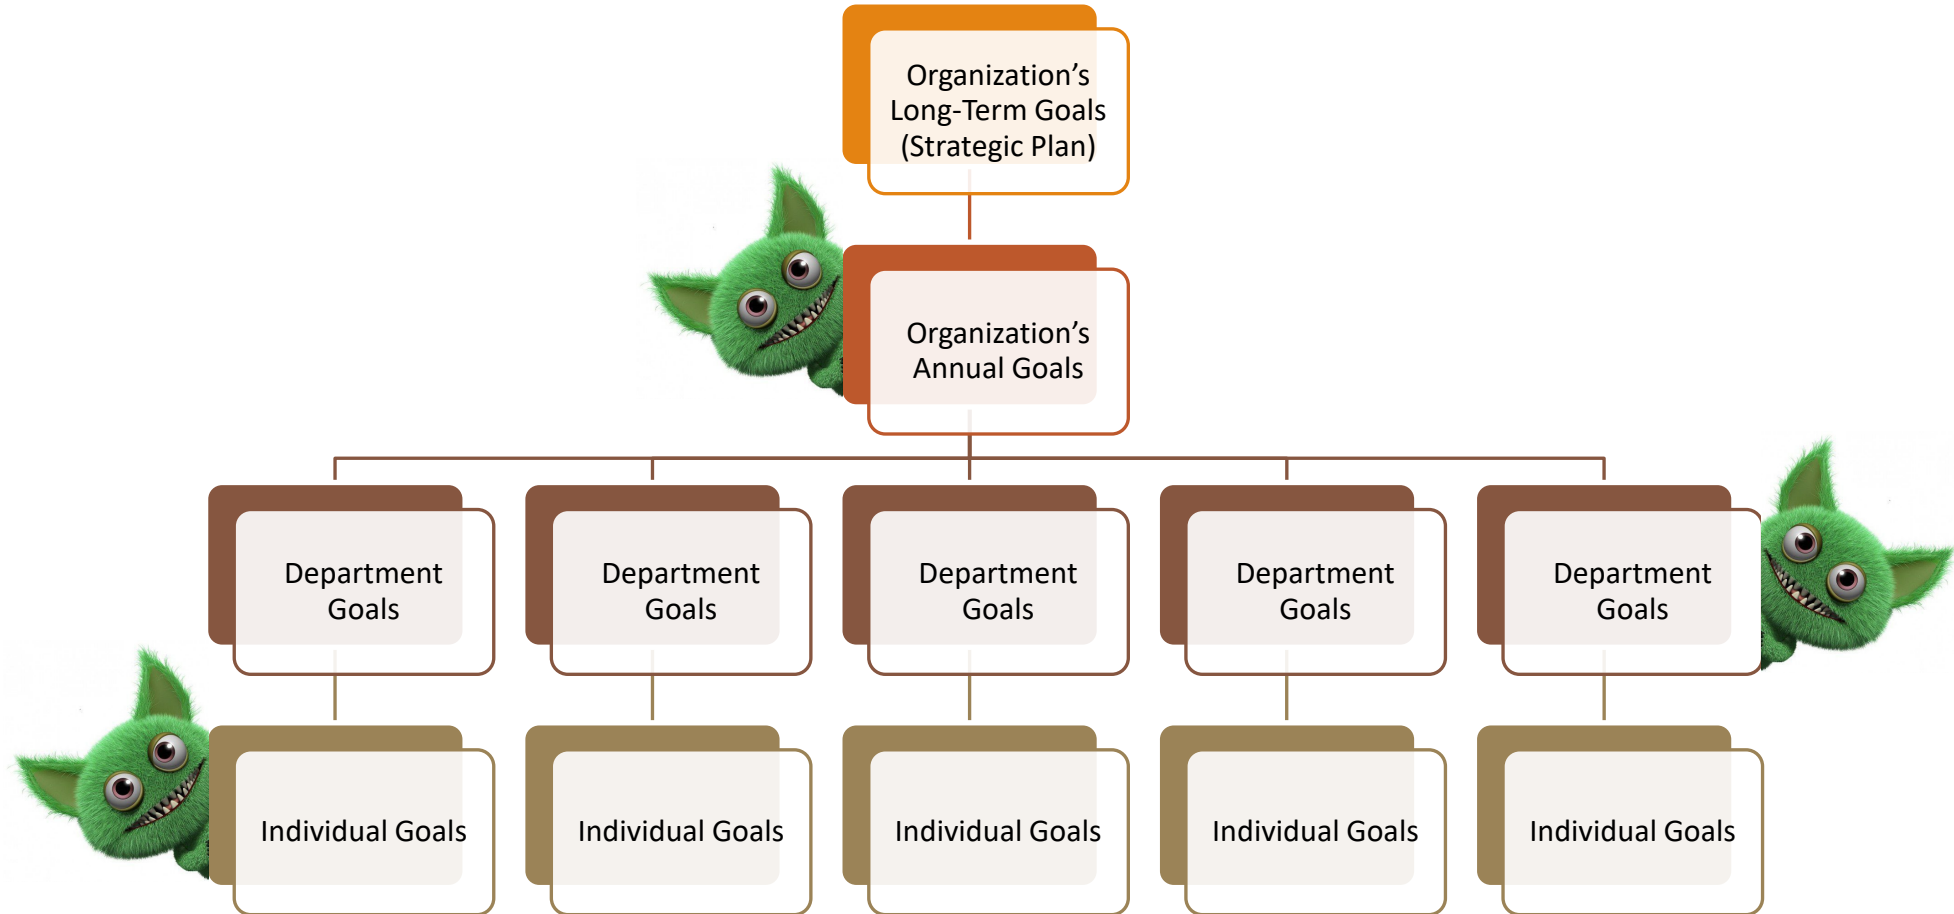 Organization’s
Long-Term Goals
(Strategic Plan)
Organization’s
Annual Goals
Department
Goals
Department
Goals
Department
Goals
Department
Goals
Department
Goals
Individual Goals
Individual Goals
Individual Goals
Individual Goals
Individual Goals